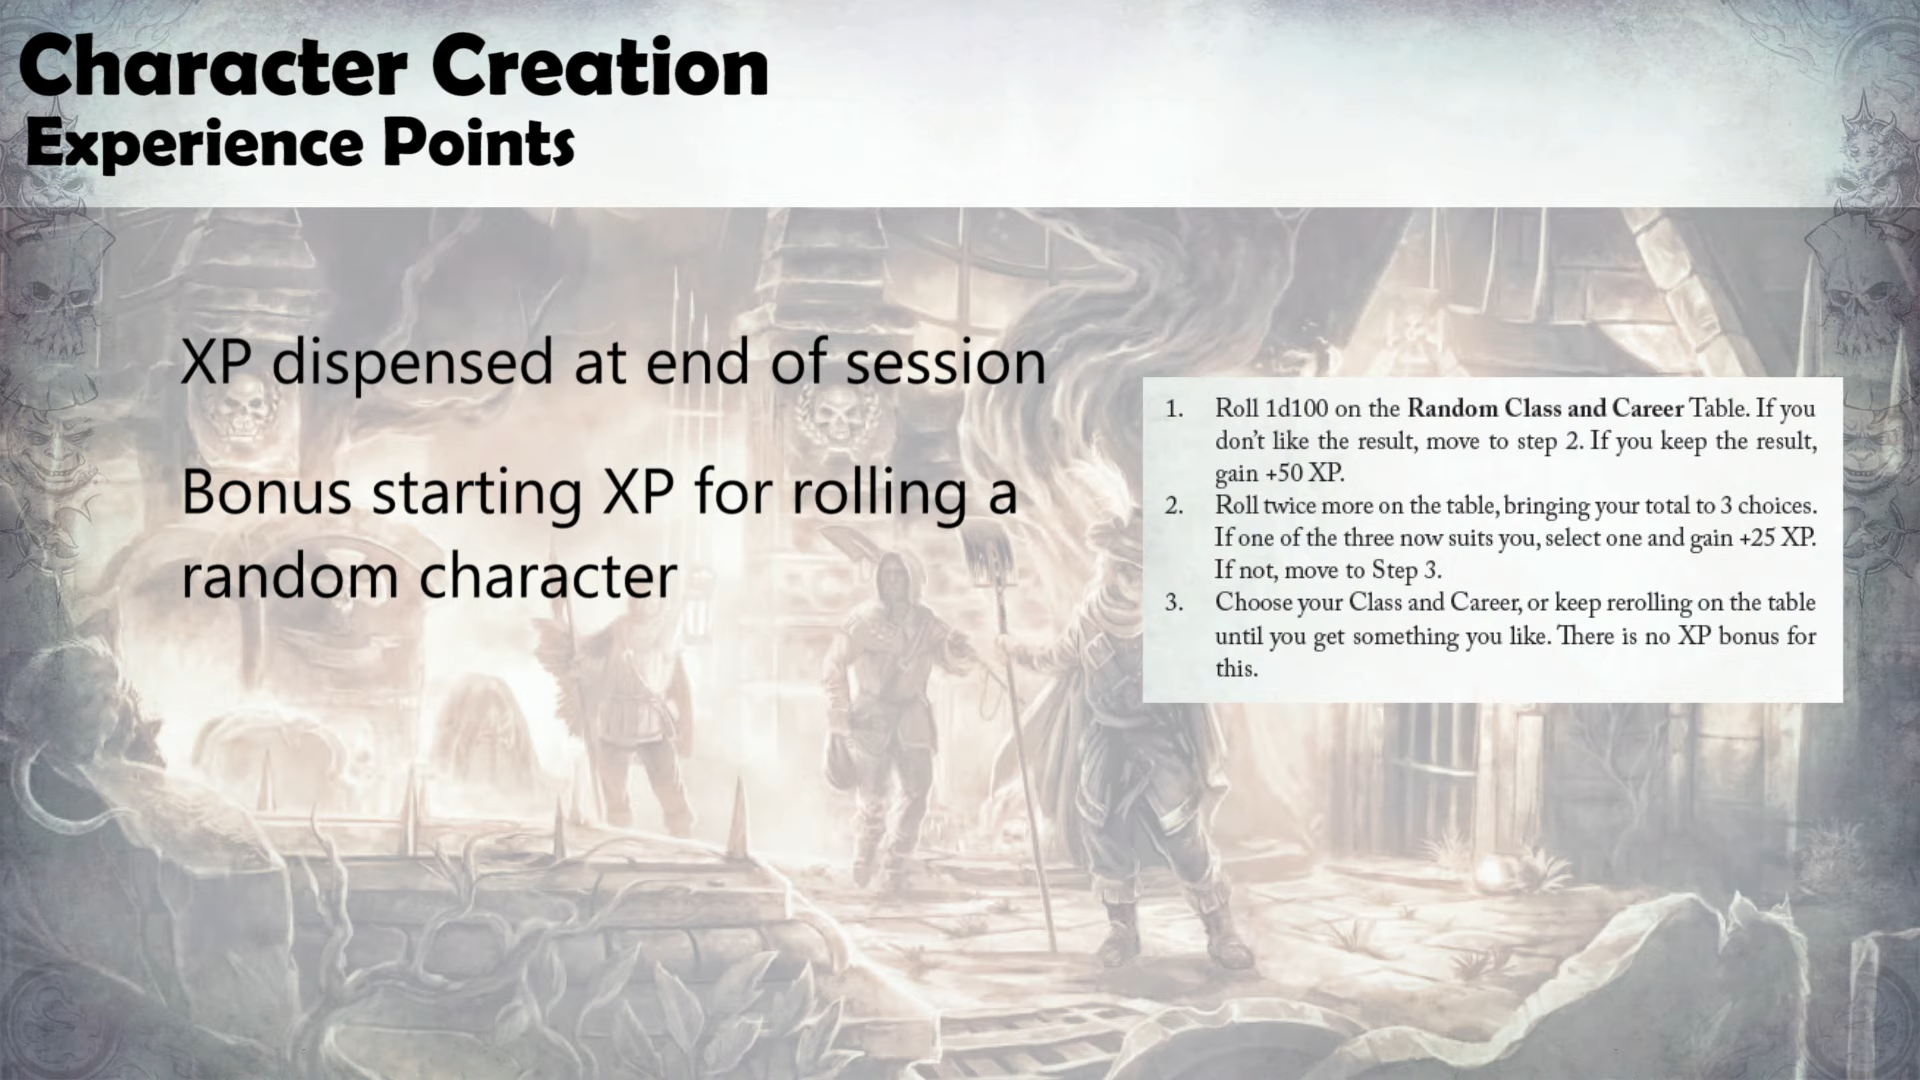 Character Creation
Experience Points
XP dispensed at end of session
Bonus starting XP for rolling a
random character
1. Roll 1d100 on the Random Class and Career Table. If you
don't like the result, move to step 2. If you keep the result,
gain +50 XP.
2. Roll twice more on the table, bringing your total to 3 choices.
If one of the three now suits you, select one and gain +25 XP.
If not, move to Step 3.
3. Choose your Class and Career, or keep rerolling on the table
until you get something you like. There is no XP bonus for
this.